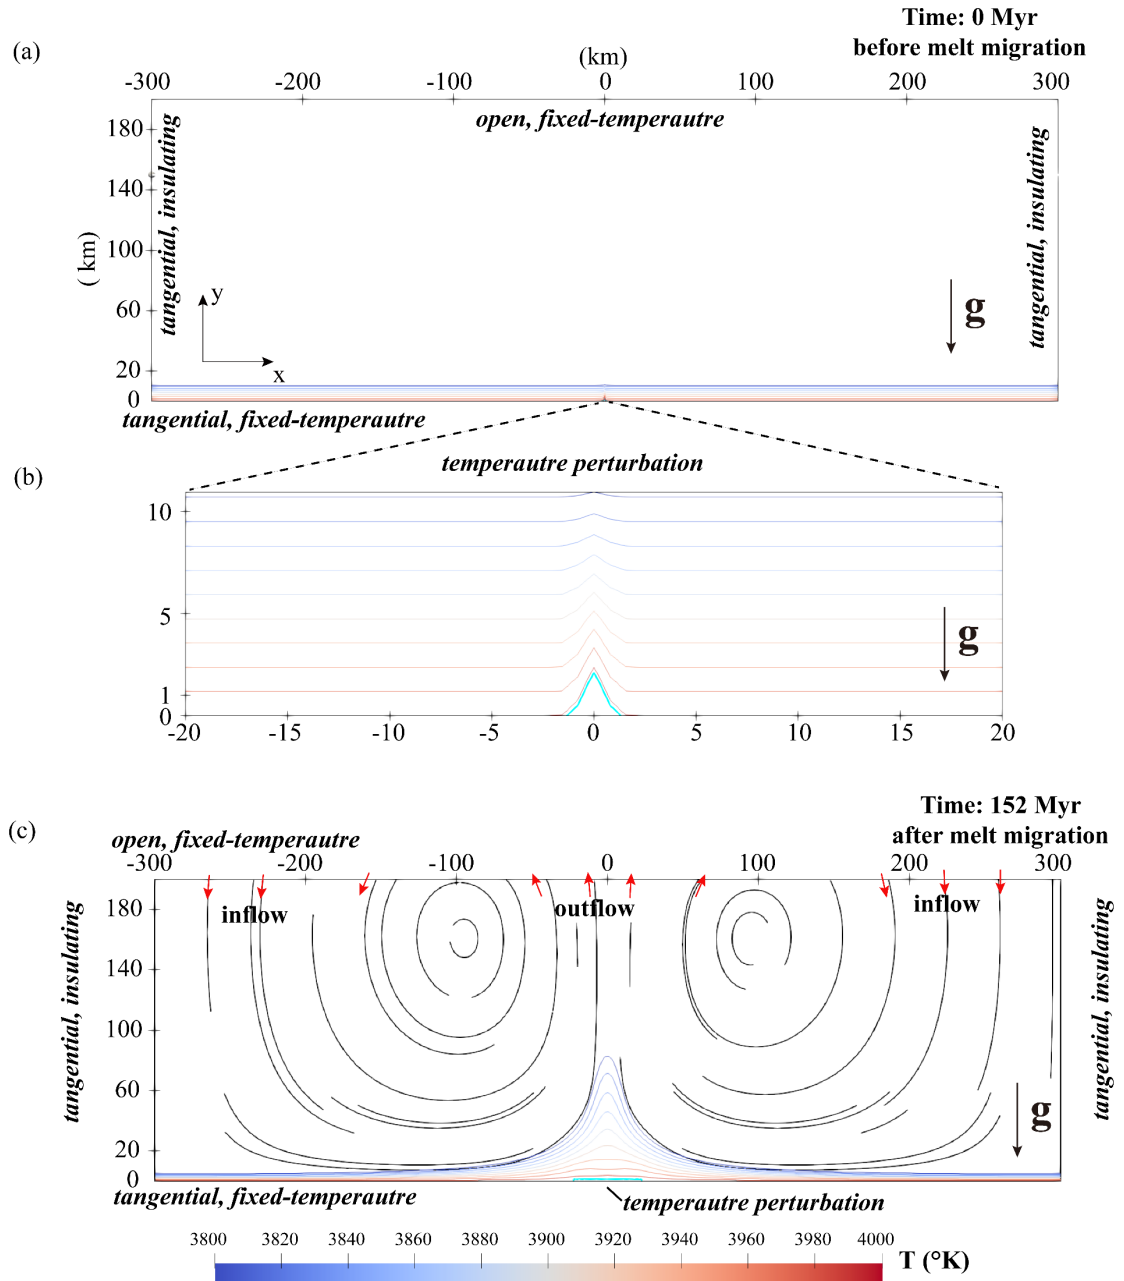 Time: 0 Myr
before melt migration
(a)
(km)
-300 -200 -100 0 100 200 300
open, fixed-temperautre
180
140
100
60
20
0
( km)
tangential, insulating
tangential, insulating
y
x
g
tangential, fixed-temperautre
temperautre perturbation
(b)
10
5
1
0
g
-20 -15 -10 -5 0 5 10 15 20
Time: 152 Myr
after melt migration
(c)
open, fixed-temperautre
-300 -200 -100 0 100 200 300
inflow outflow inflow
180
140
100
60
20
0
tangential, insulating
tangential, insulating
g
tangential, fixed-temperautre
temperautre perturbation
3800 3820 3840 3860 3880 3900 3920 3940 3960 3980 4000
T (°K)